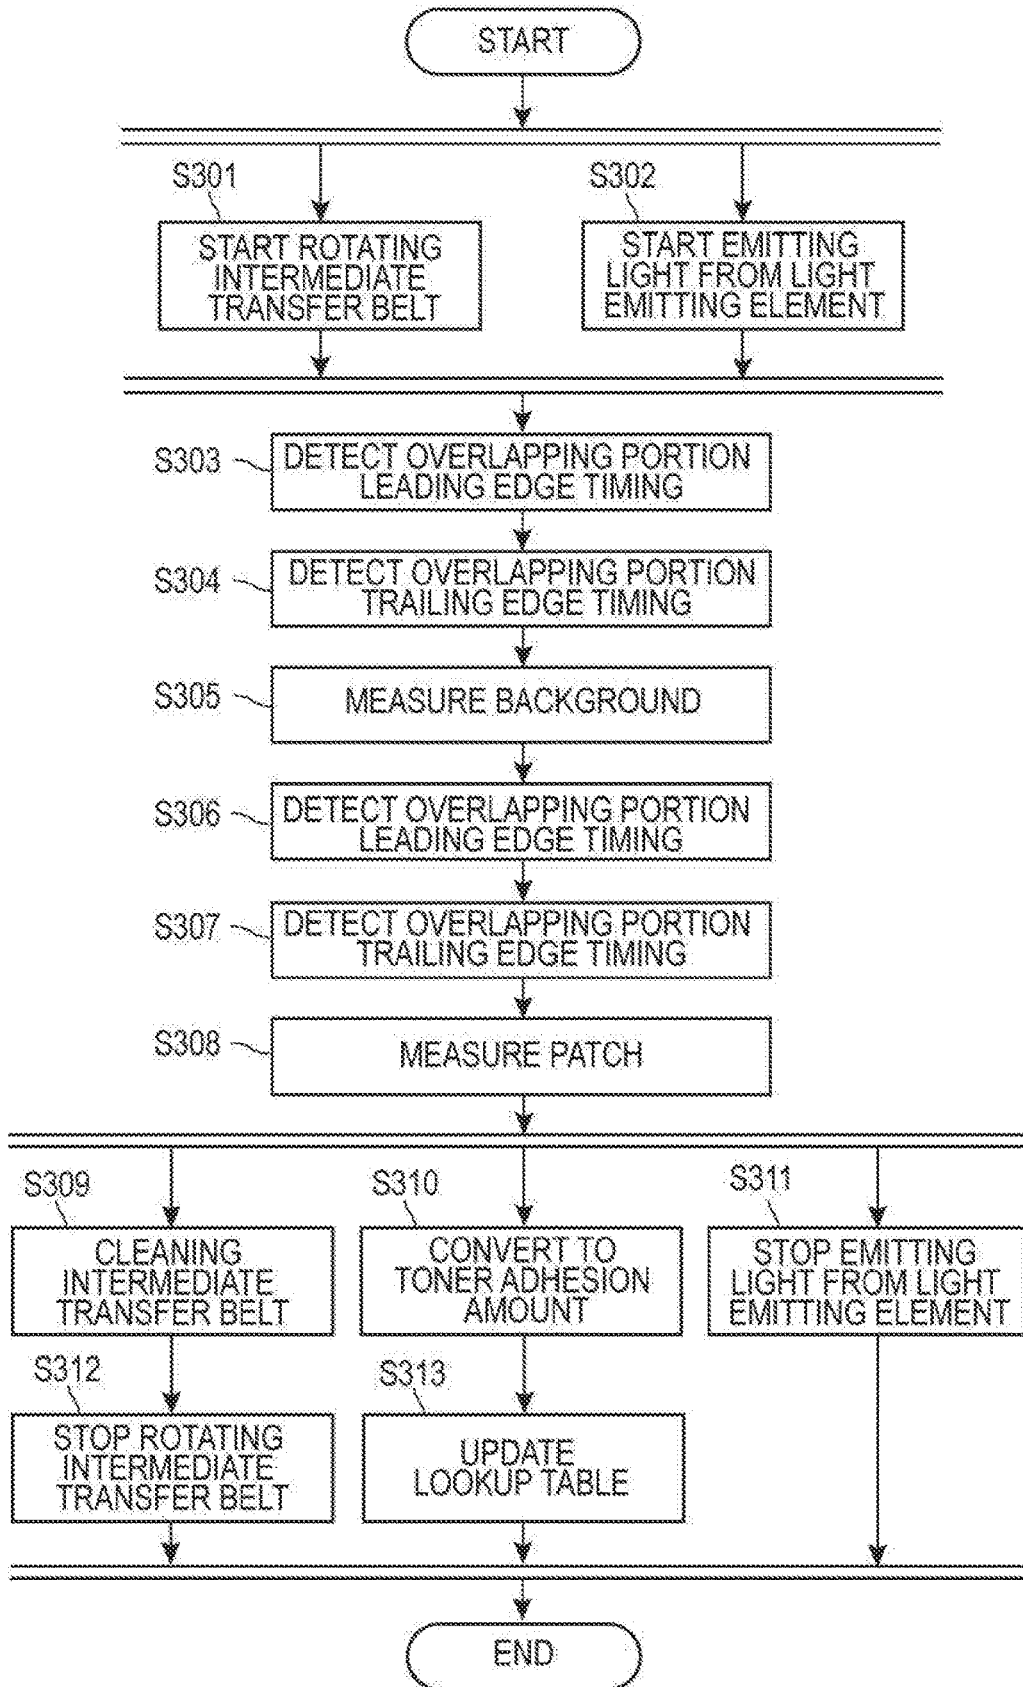 START
S301
START ROTATING
INTERMEDIATE
TRANSFER BELT
S302
START EMITTING
LIGHT FROM LIGHT
EMITTING ELEMENT
S303
DETECT OVERLAPPING PORTION
LEADING EDGE TIMING
S304
DETECT OVERLAPPING PORTION
TRAILING EDGE TIMING
S305
MEASURE BACKGROUND
S306
DETECT OVERLAPPING PORTION
LEADING EDGE TIMING
S307
DETECT OVERLAPPING PORTION
TRAILING EDGE TIMING
S308
MEASURE PATCH
S309
CLEANING
INTERMEDIATE
TRANSFER BELT
S310
CONVERT TO
TONER ADHESION
AMOUNT
S311
STOP EMITTING
LIGHT FROM LIGHT
EMITTING ELEMENT
S312
STOP ROTATING
INTERMEDIATE
TRANSFER BELT
S313
UPDATE
LOOKUP TABLE
END